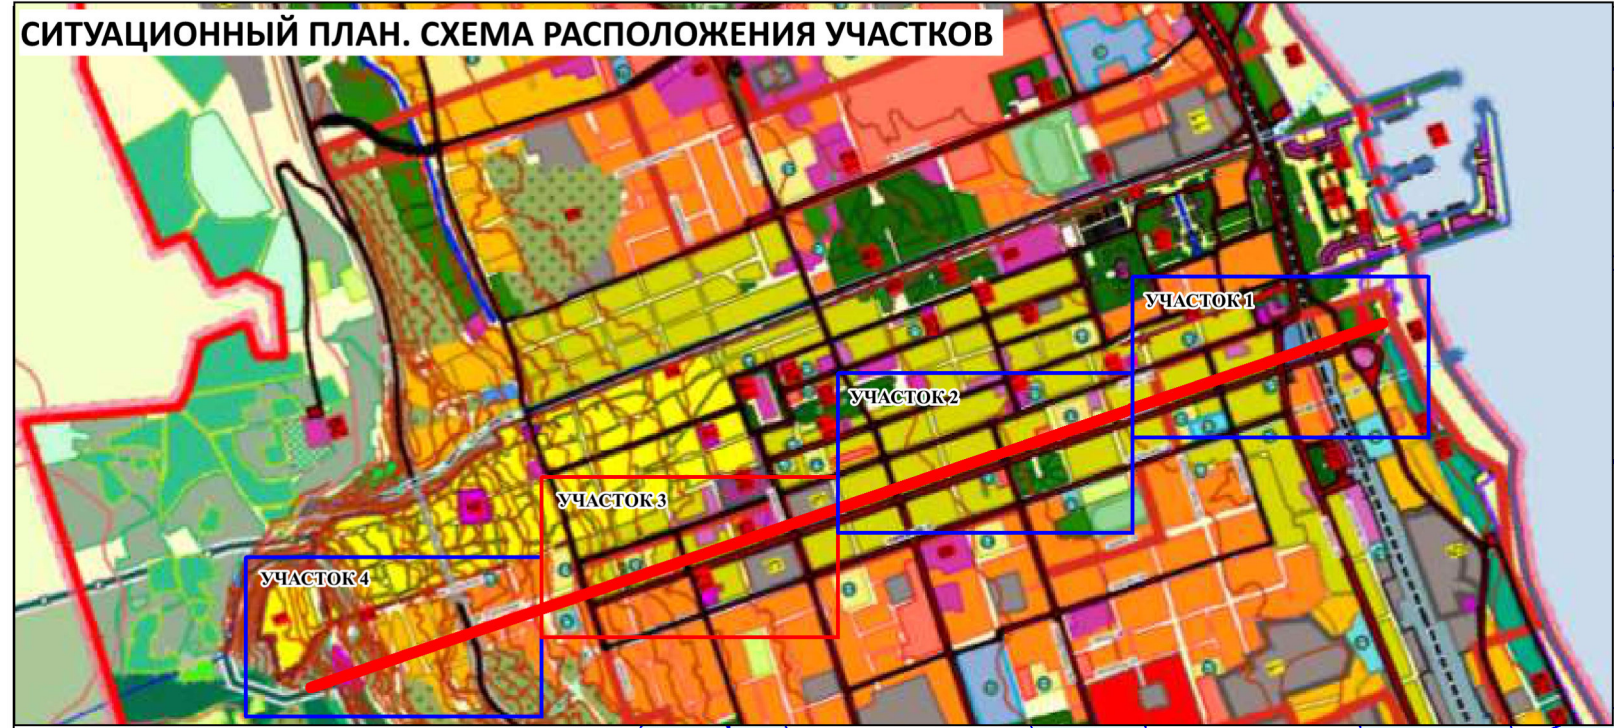 СИТУАЦИОННЫЙ ПЛАН. СХЕМА РАСПОЛОЖЕНИЯ УЧАСТКОВ
УЧАСТОК 1
УЧАСТОК 2
УЧАСТОК 3
УЧАСТОК 4